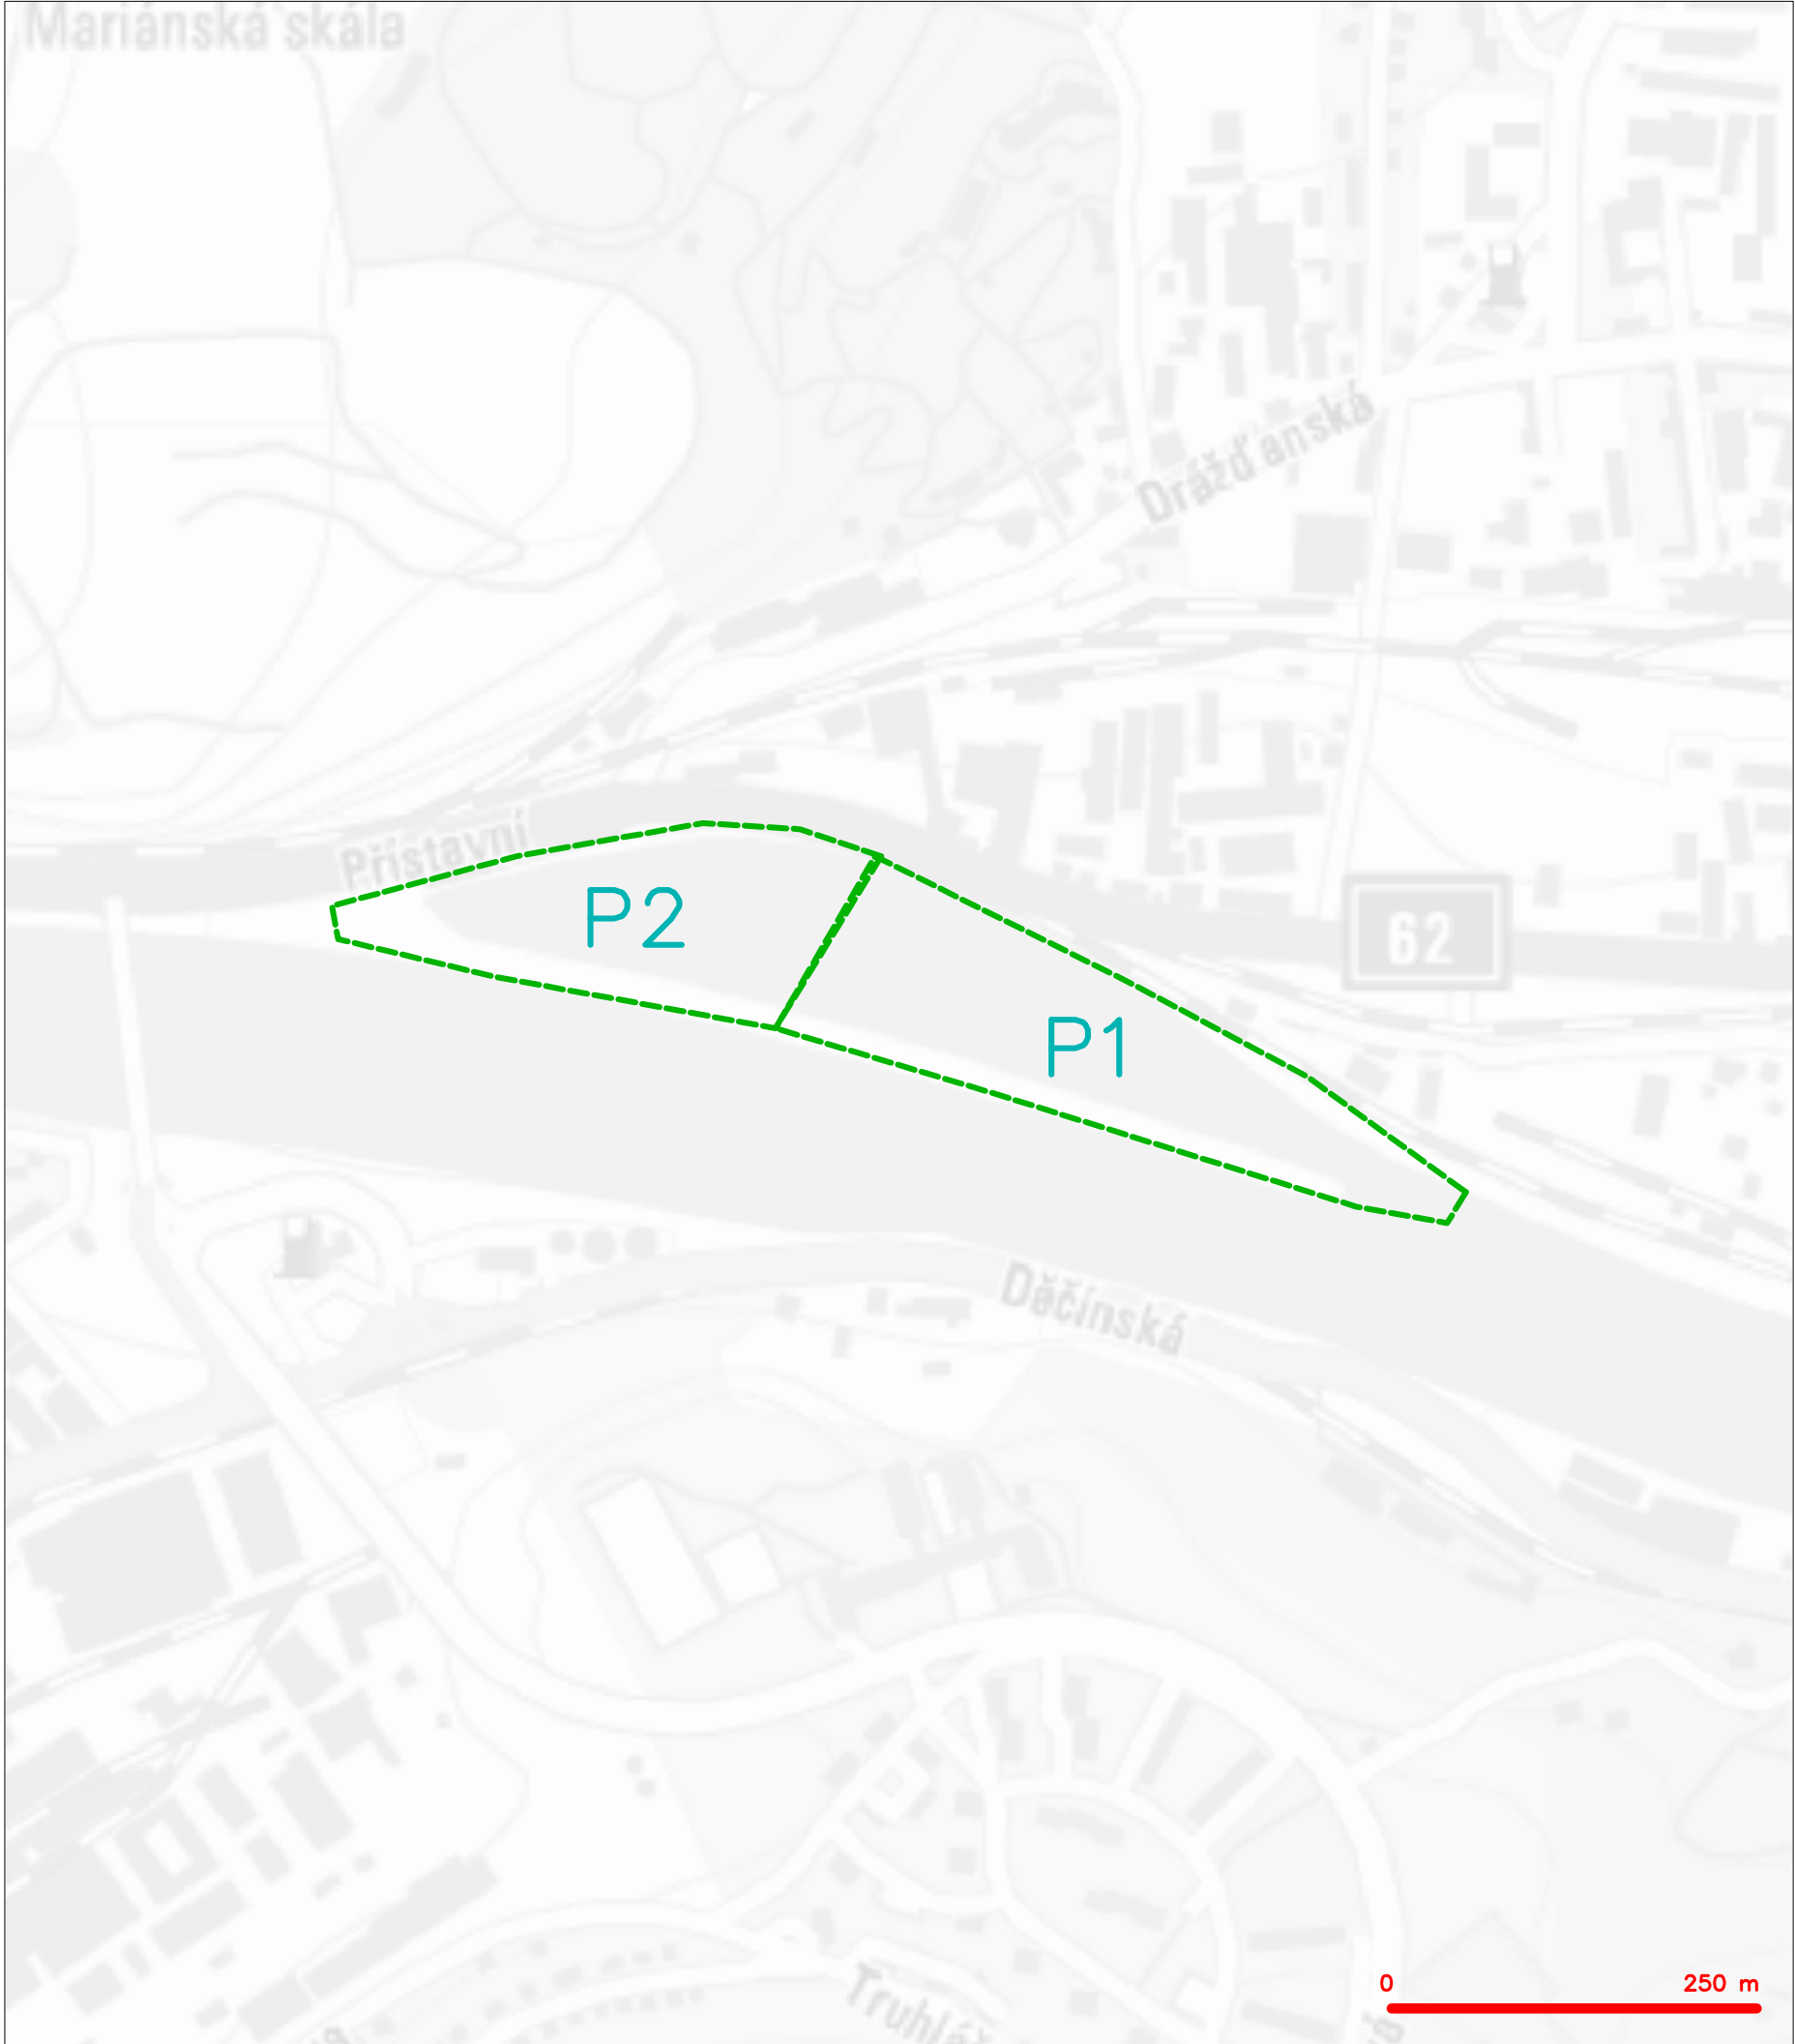 Mariánská skála
Drážďanská
Přístavní
P2
62
P1
Děčínská
0 250 m